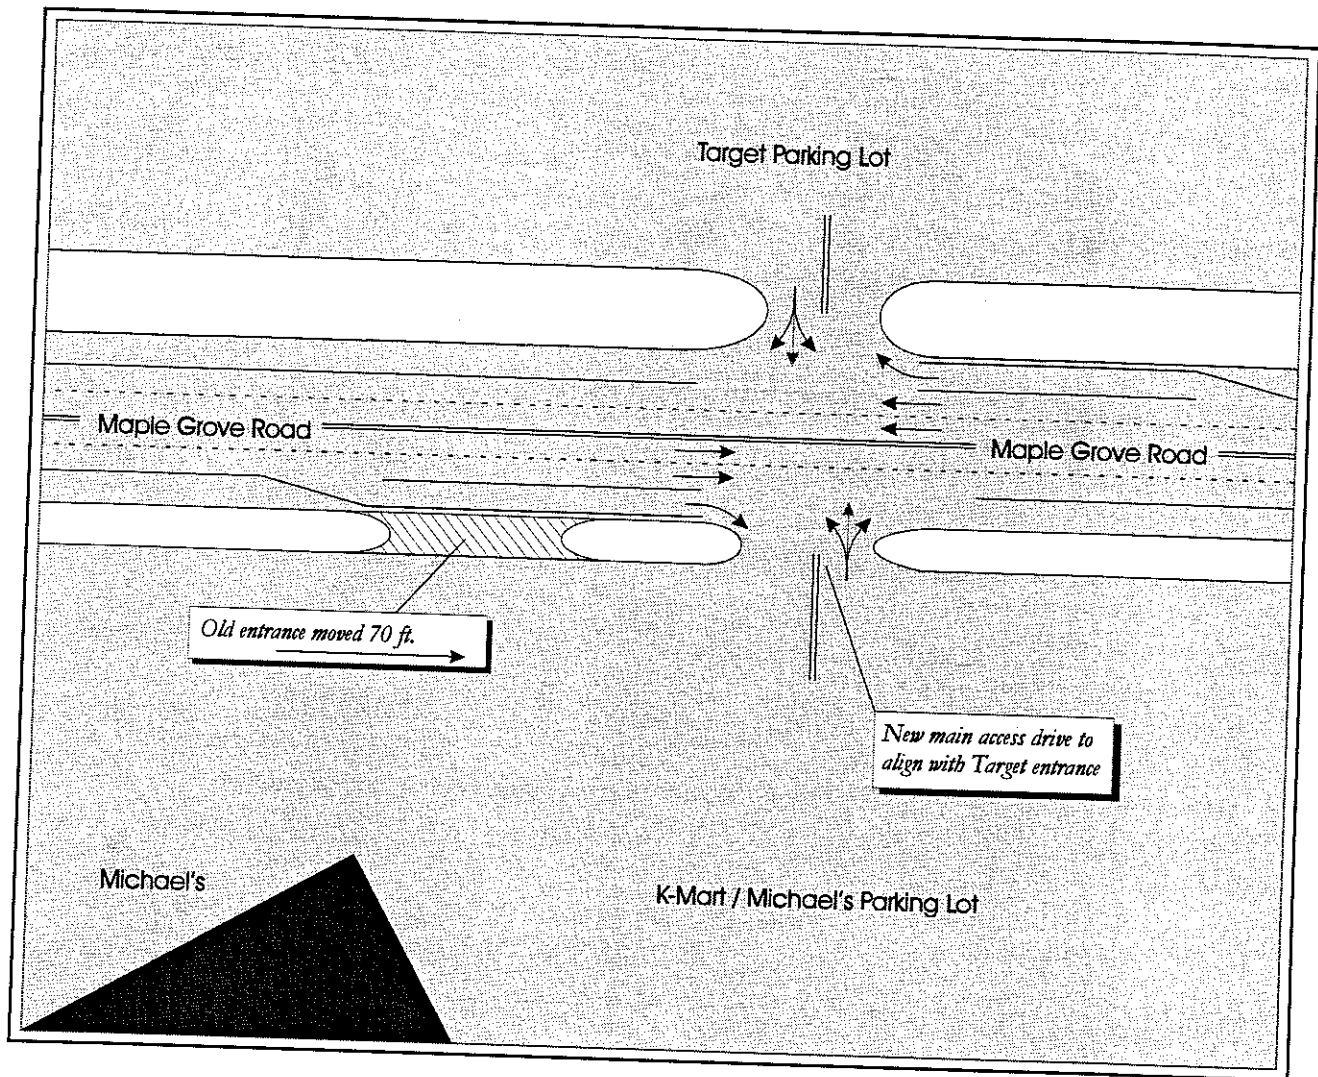 Target Parking Lot
Maple Grove Road
Maple Grove Road
Old entrance moved 70 ft.
New main access drive to
align with Target entrance
Michael's
K-Mart / Michael's Parking Lot